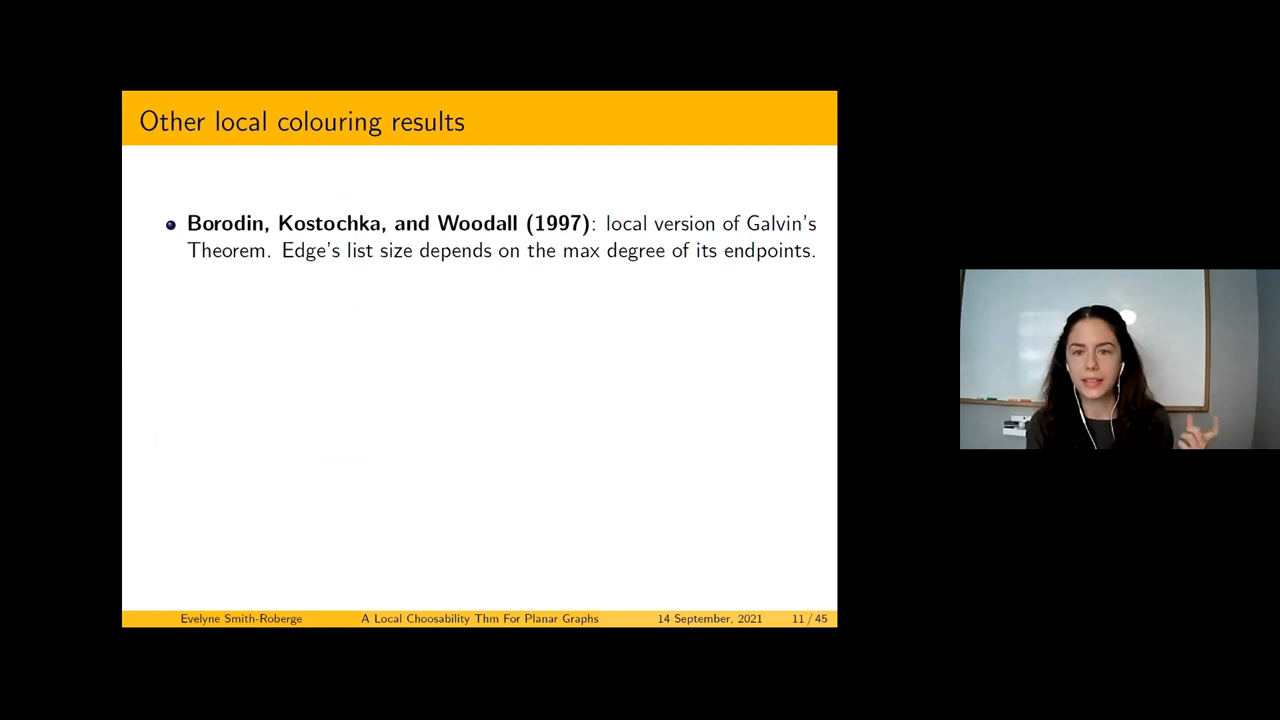 Other local colouring results
Borodin, Kostochka, and Woodall (1997): local version of Galvin's
Theorem. Edge's list size depends on the max degree of its endpoints.
Evelyne Smith-Roberge A Local Choosability Thm For Planar Graphs 14 September, 2021 11 / 45